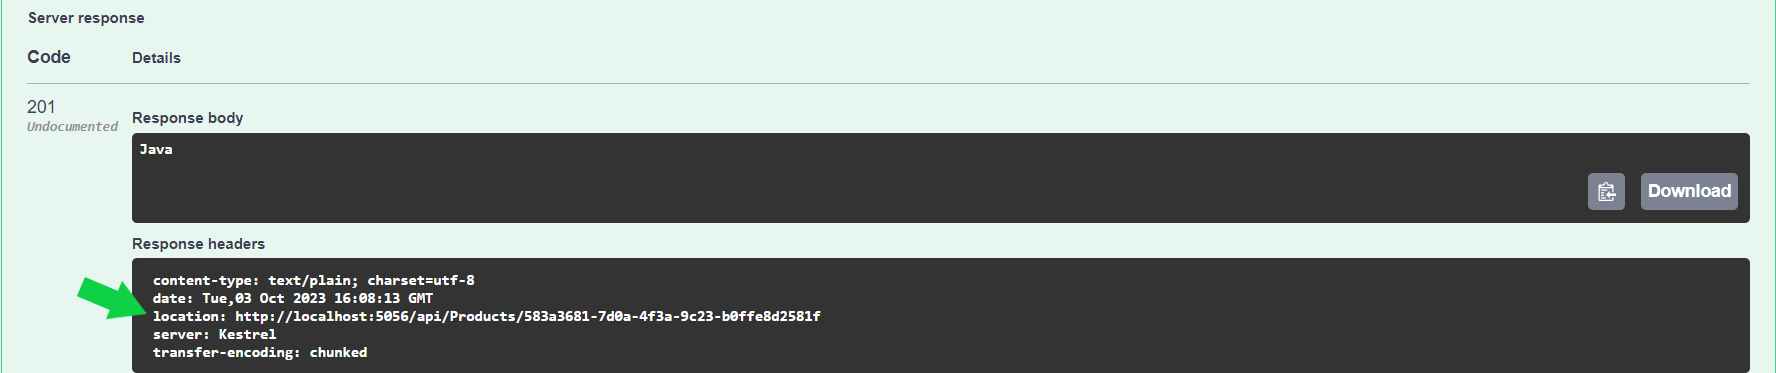 Server response
Code Details
201
Undocumented
Response body
Java
Download
Response headers
content-type: text/plain; charset=utf-8
date: Tue,03 Oct 2023 16:08:13 GMT
location: http://localhost:5056/api/Products/583a3681-7d0a-4f3a-9c23-b0ffe8d2581f
server: Kestrel
transfer-encoding: chunked